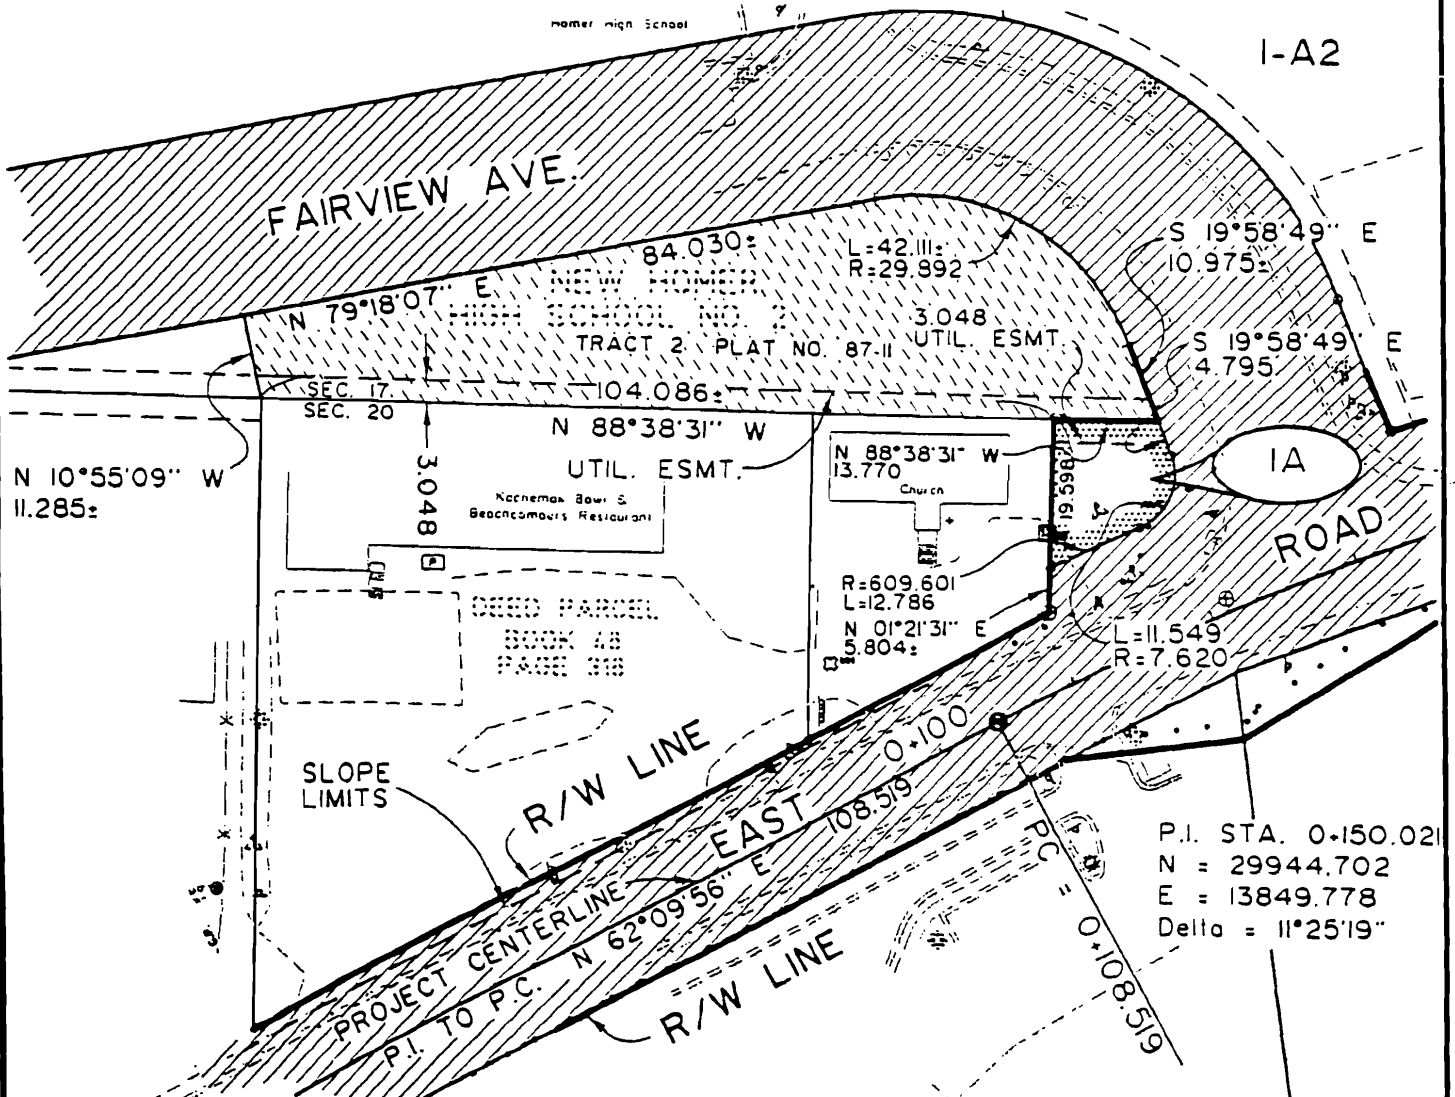 Homer High School
1-A2
FAIRVIEW AVE.
S 19°58'49" E
10.975±
84.030±
L=42.111±
R=29.892
N 79°18'07" E
NEW HOMER
HIGH SCHOOL NO. 2
TRACT 2 PLAT NO. 87-11
3.048
UTIL. ESMT.
S 19°58'49" E
4.795
SEC. 17
SEC. 20
104.086±
N 88°38'31" W
UTIL. ESMT.
N 10°55'09" W
11.285±
3.048
N 88°38'31" W
13.770
Church
19.598
1A
ROAD
Kachemak Bowl &
Beachcombers Restaurant
P
DEED PARCEL
BOOK 48
PAGE 318
R=609.601
L=12.786
N 01°21'31" E
5.804±
L=11.549
R=7.620
SLOPE
LIMITS
R/W LINE
EAST
0+100
108.519
PROJECT CENTERLINE
P.I. TO P.C. N 62°09'56" E
R/W LINE
PC = 0+108.519
P.I. STA. 0+150.021
N = 29944.702
E = 13849.778
Delta = 11°25'19"